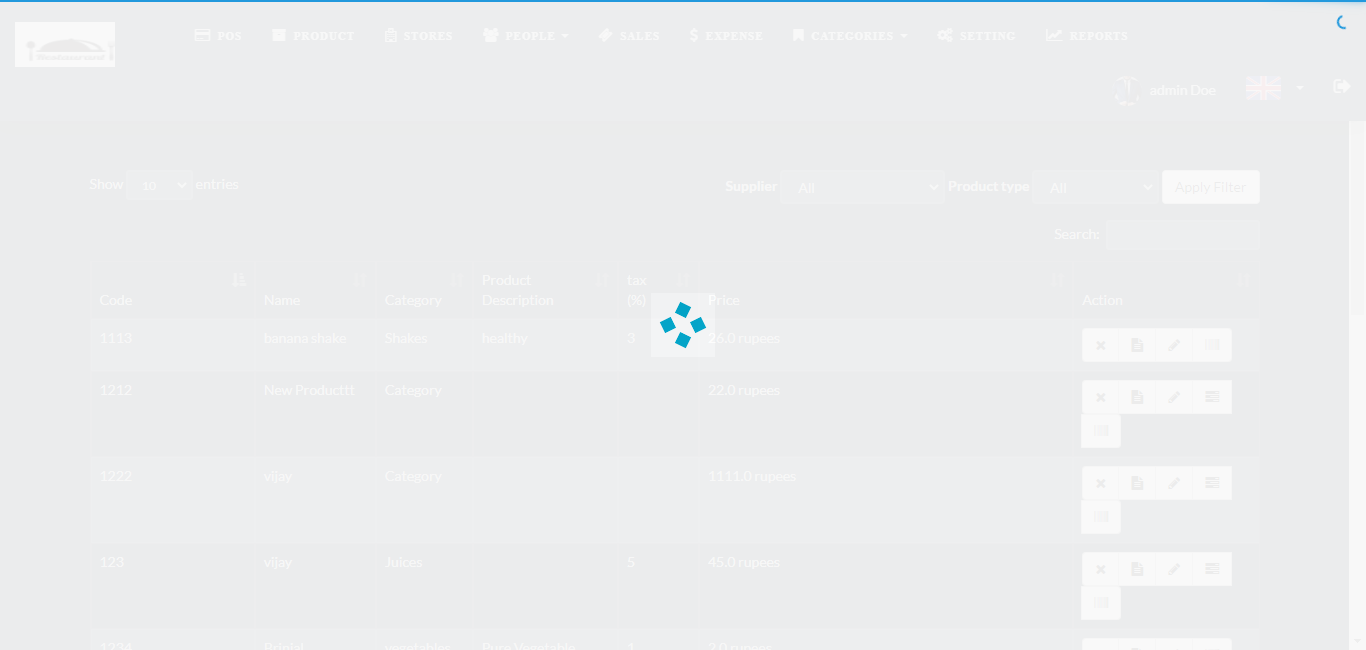 POS PRODUCT STORES PEOPLE SALES EXPENSE CATEGORIES SETTING REPORTS
admin Doe
Show 10 entries Supplier All Product type All Apply Filter
Search:
Code Name Category Product Description tax (%) Price Action
1113 banana shake Shakes healthy 3 26.0 rupees
1212 New Producttt Category 22.0 rupees
1222 vijay Category 1111.0 rupees
123 vijay Juices 5 45.0 rupees
1234 Brinjal vegetables Pure Vegetable 1 2.0 rupees